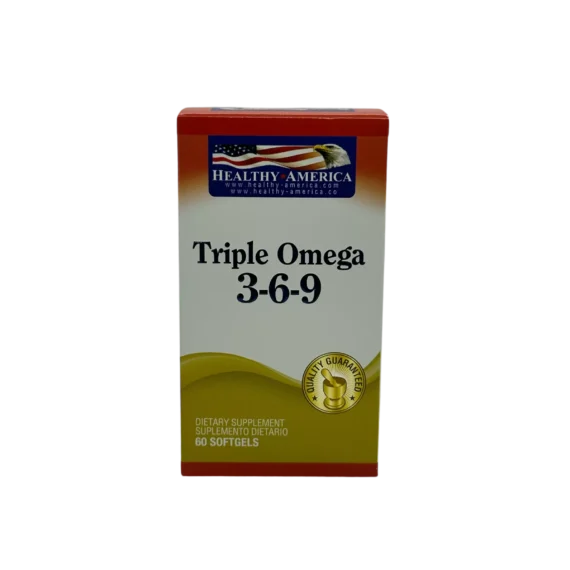 HEALTHY AMERICA
www.healthy-america.com
www.healthy-america.co
Triple Omega
3-6-9
QUALITY GUARANTEED
DIETARY SUPPLEMENT
SUPLEMENTO DIETARIO
60 SOFTGELS